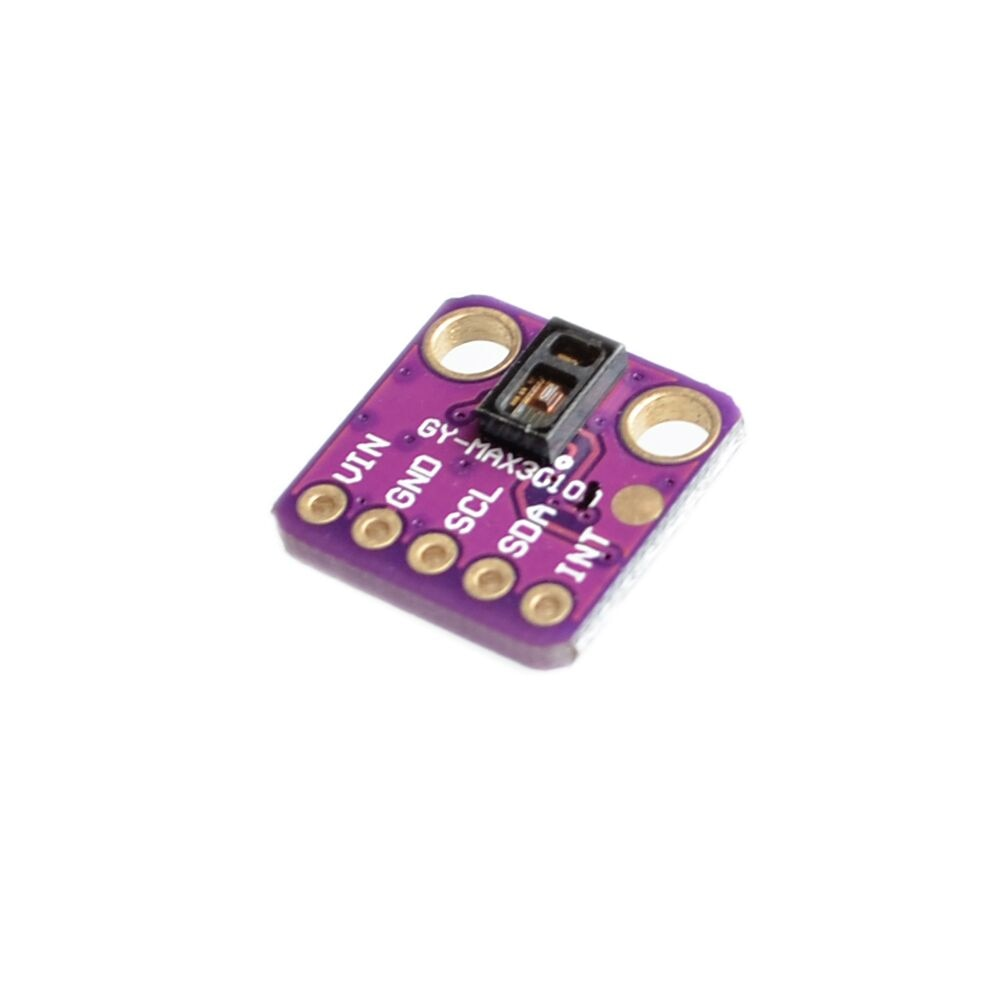 GY-MAX30101
VIN
GND
SCL
SDA
INT